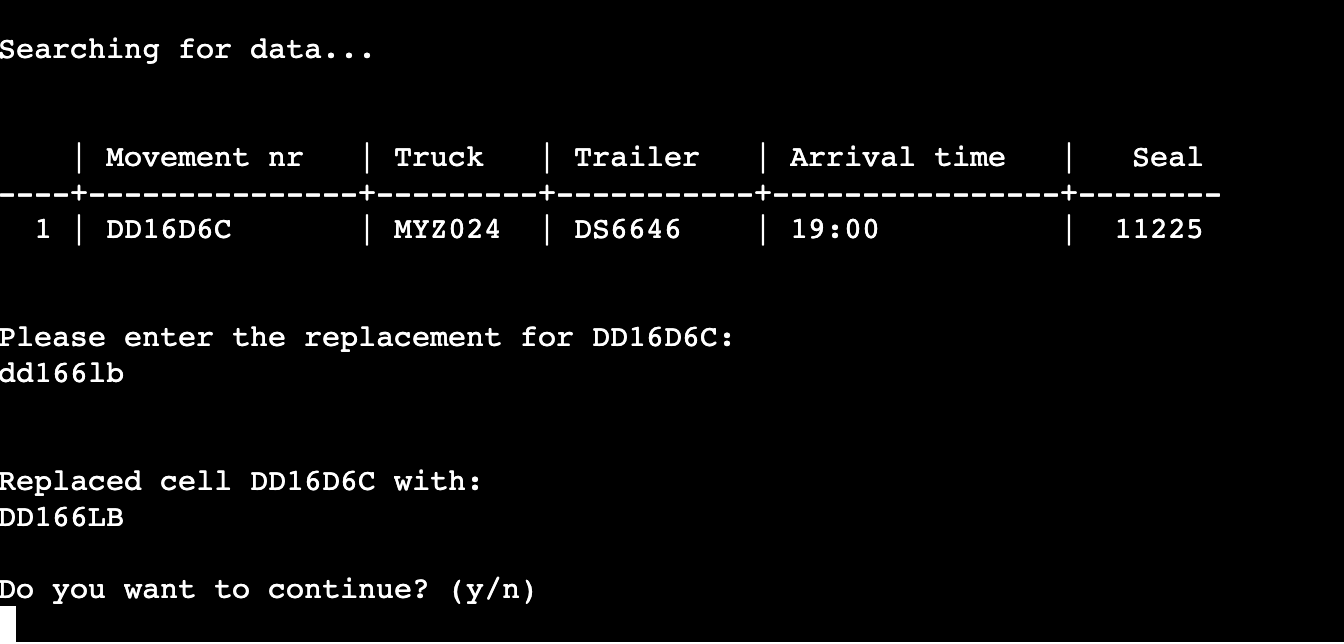 Searching for data...
| Movement nr | Truck | Trailer | Arrival time | Seal
----+---------------+---------+-----------+----------------+--------
1 | DD16D6C | MYZ024 | DS6646 | 19:00 | 11225
Please enter the replacement for DD16D6C:
dd166lb
Replaced cell DD16D6C with:
DD166LB
Do you want to continue? (y/n)